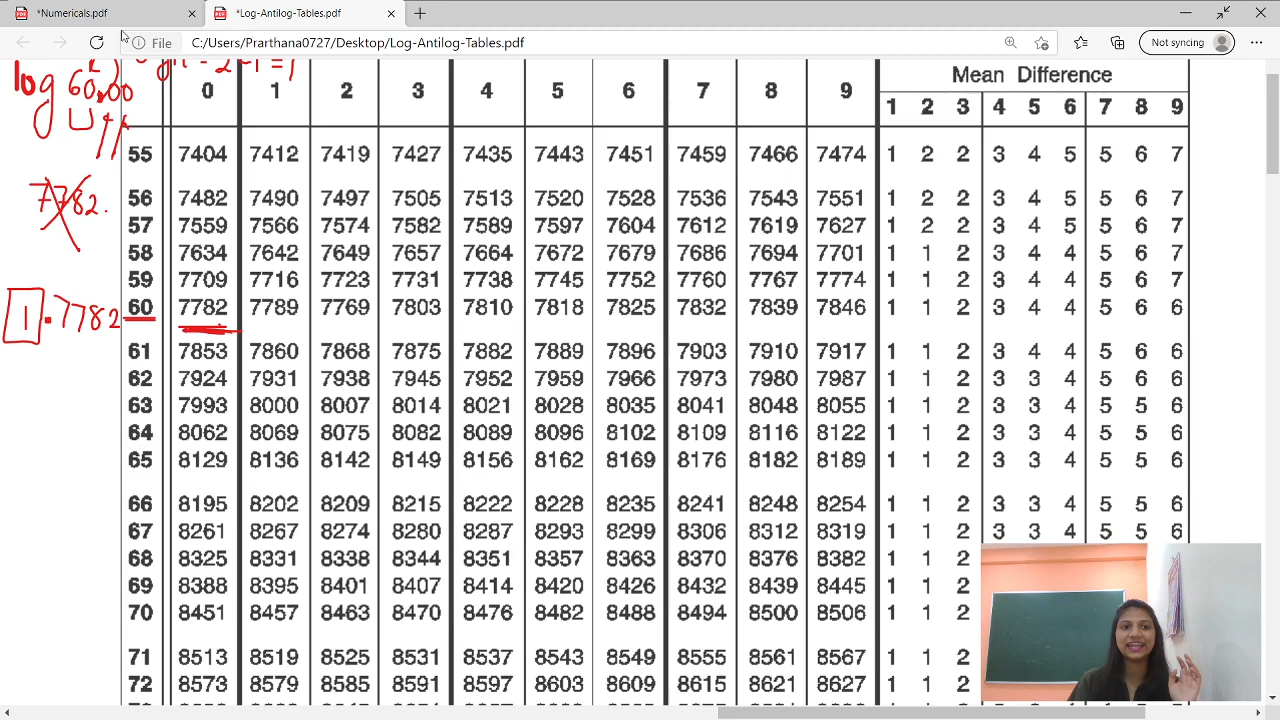 *Numericals.pdf
*Log-Antilog-Tables.pdf
File C:/Users/Prarthana0727/Desktop/Log-Antilog-Tables.pdf Not syncing
log 60.00
7782.
1.7782
Mean Difference
0 1 2 3 4 5 6 7 8 9 1 2 3 4 5 6 7 8 9
55 7404 7412 7419 7427 7435 7443 7451 7459 7466 7474 1 2 2 3 4 5 5 6 7
56 7482 7490 7497 7505 7513 7520 7528 7536 7543 7551 1 2 2 3 4 5 5 6 7
57 7559 7566 7574 7582 7589 7597 7604 7612 7619 7627 1 2 2 3 4 5 5 6 7
58 7634 7642 7649 7657 7664 7672 7679 7686 7694 7701 1 1 2 3 4 4 5 6 7
59 7709 7716 7723 7731 7738 7745 7752 7760 7767 7774 1 1 2 3 4 4 5 6 7
60 7782 7789 7769 7803 7810 7818 7825 7832 7839 7846 1 1 2 3 4 4 5 6 6
61 7853 7860 7868 7875 7882 7889 7896 7903 7910 7917 1 1 2 3 4 4 5 6 6
62 7924 7931 7938 7945 7952 7959 7966 7973 7980 7987 1 1 2 3 3 4 5 6 6
63 7993 8000 8007 8014 8021 8028 8035 8041 8048 8055 1 1 2 3 3 4 5 5 6
64 8062 8069 8075 8082 8089 8096 8102 8109 8116 8122 1 1 2 3 3 4 5 5 6
65 8129 8136 8142 8149 8156 8162 8169 8176 8182 8189 1 1 2 3 3 4 5 5 6
66 8195 8202 8209 8215 8222 8228 8235 8241 8248 8254 1 1 2 3 3 4 5 5 6
67 8261 8267 8274 8280 8287 8293 8299 8306 8312 8319 1 1 2 3 3 4 5 5 6
68 8325 8331 8338 8344 8351 8357 8363 8370 8376 8382 1 1 2
69 8388 8395 8401 8407 8414 8420 8426 8432 8439 8445 1 1 2
70 8451 8457 8463 8470 8476 8482 8488 8494 8500 8506 1 1 2
71 8513 8519 8525 8531 8537 8543 8549 8555 8561 8567 1 1 2
72 8573 8579 8585 8591 8597 8603 8609 8615 8621 8627 1 1 2